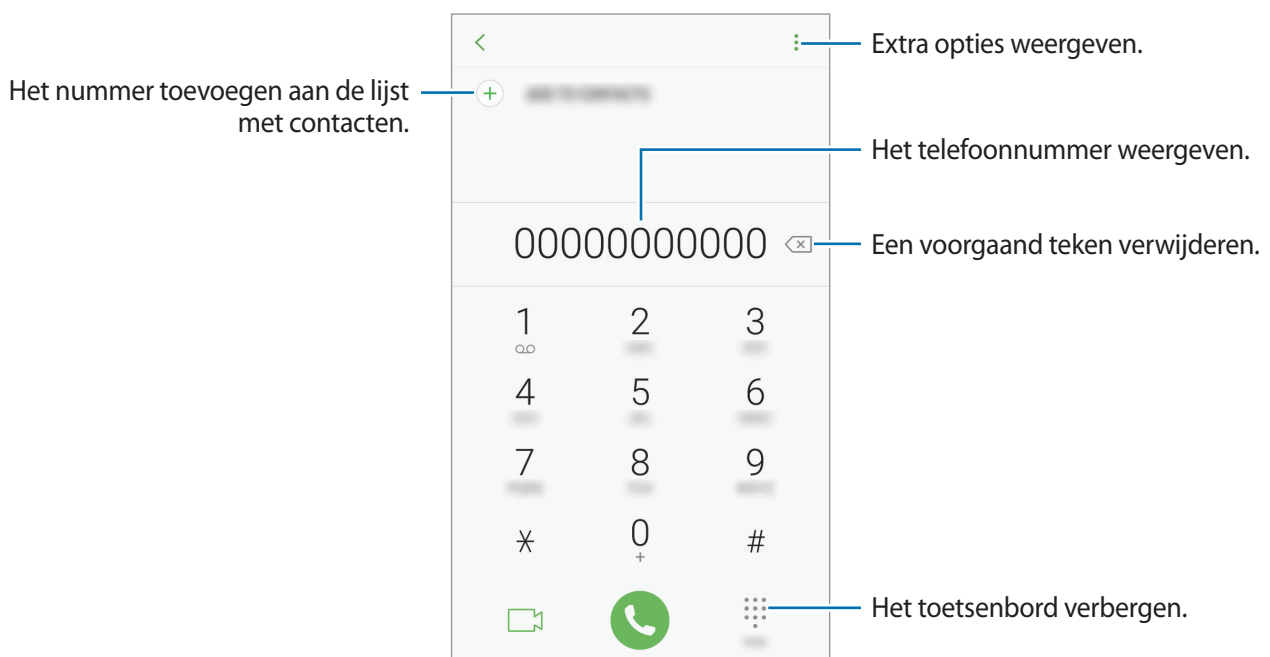 Extra opties weergeven.
Het nummer toevoegen aan de lijst
met contacten.
Het telefoonnummer weergeven.
00000000000
Een voorgaand teken verwijderen.
1 2 3
4 5 6
7 8 9
* 0 #
+
Het toetsenbord verbergen.